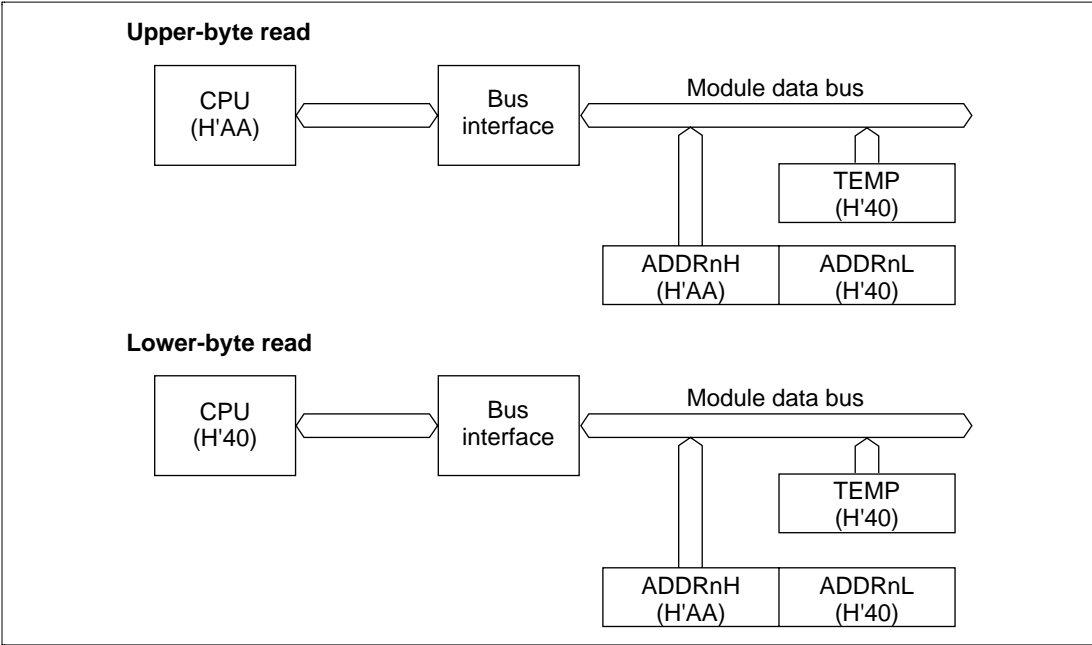 Upper-byte read
CPU
(H'AA)
Bus
interface
Module data bus
TEMP
(H'40)
ADDRnH
(H'AA)
ADDRnL
(H'40)
Lower-byte read
CPU
(H'40)
Bus
interface
Module data bus
TEMP
(H'40)
ADDRnH
(H'AA)
ADDRnL
(H'40)